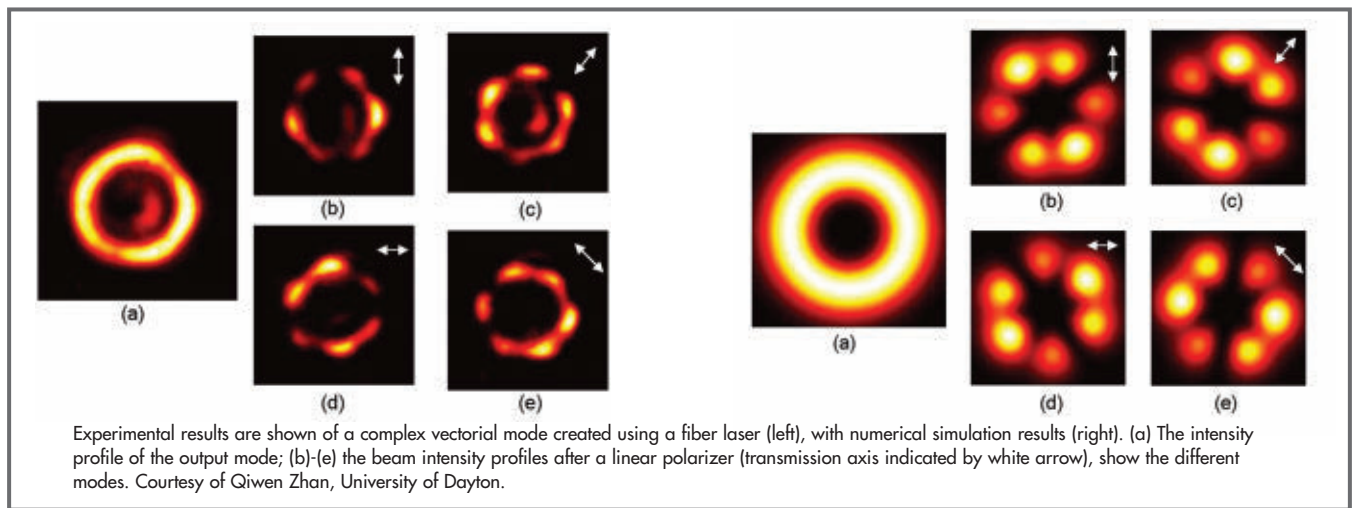 (a)
(b)
(c)
(d)
(e)
(a)
(b)
(c)
(d)
(e)
Experimental results are shown of a complex vectorial mode created using a fiber laser (left), with numerical simulation results (right). (a) The intensity
profile of the output mode; (b)-(e) the beam intensity profiles after a linear polarizer (transmission axis indicated by white arrow), show the different
modes. Courtesy of Qiwen Zhan, University of Dayton.